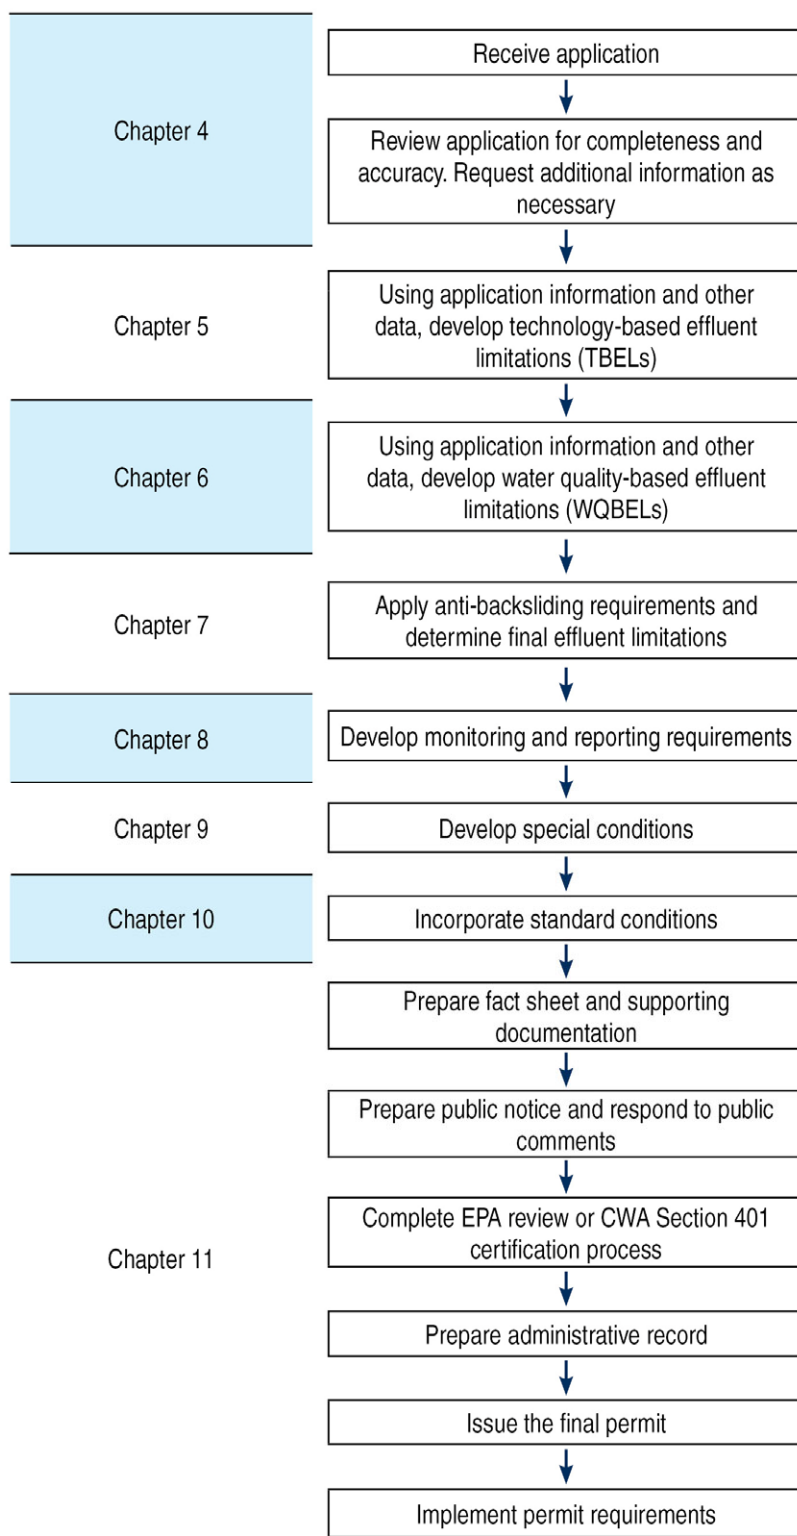 Chapter 4
Receive application
Review application for completeness and
accuracy. Request additional information as
necessary
Chapter 5
Using application information and other
data, develop technology-based effluent
limitations (TBELs)
Chapter 6
Using application information and other
data, develop water quality-based effluent
limitations (WQBELs)
Chapter 7
Apply anti-backsliding requirements and
determine final effluent limitations
Chapter 8
Develop monitoring and reporting requirements
Chapter 9
Develop special conditions
Chapter 10
Incorporate standard conditions
Chapter 11
Prepare fact sheet and supporting
documentation
Prepare public notice and respond to public
comments
Complete EPA review or CWA Section 401
certification process
Prepare administrative record
Issue the final permit
Implement permit requirements